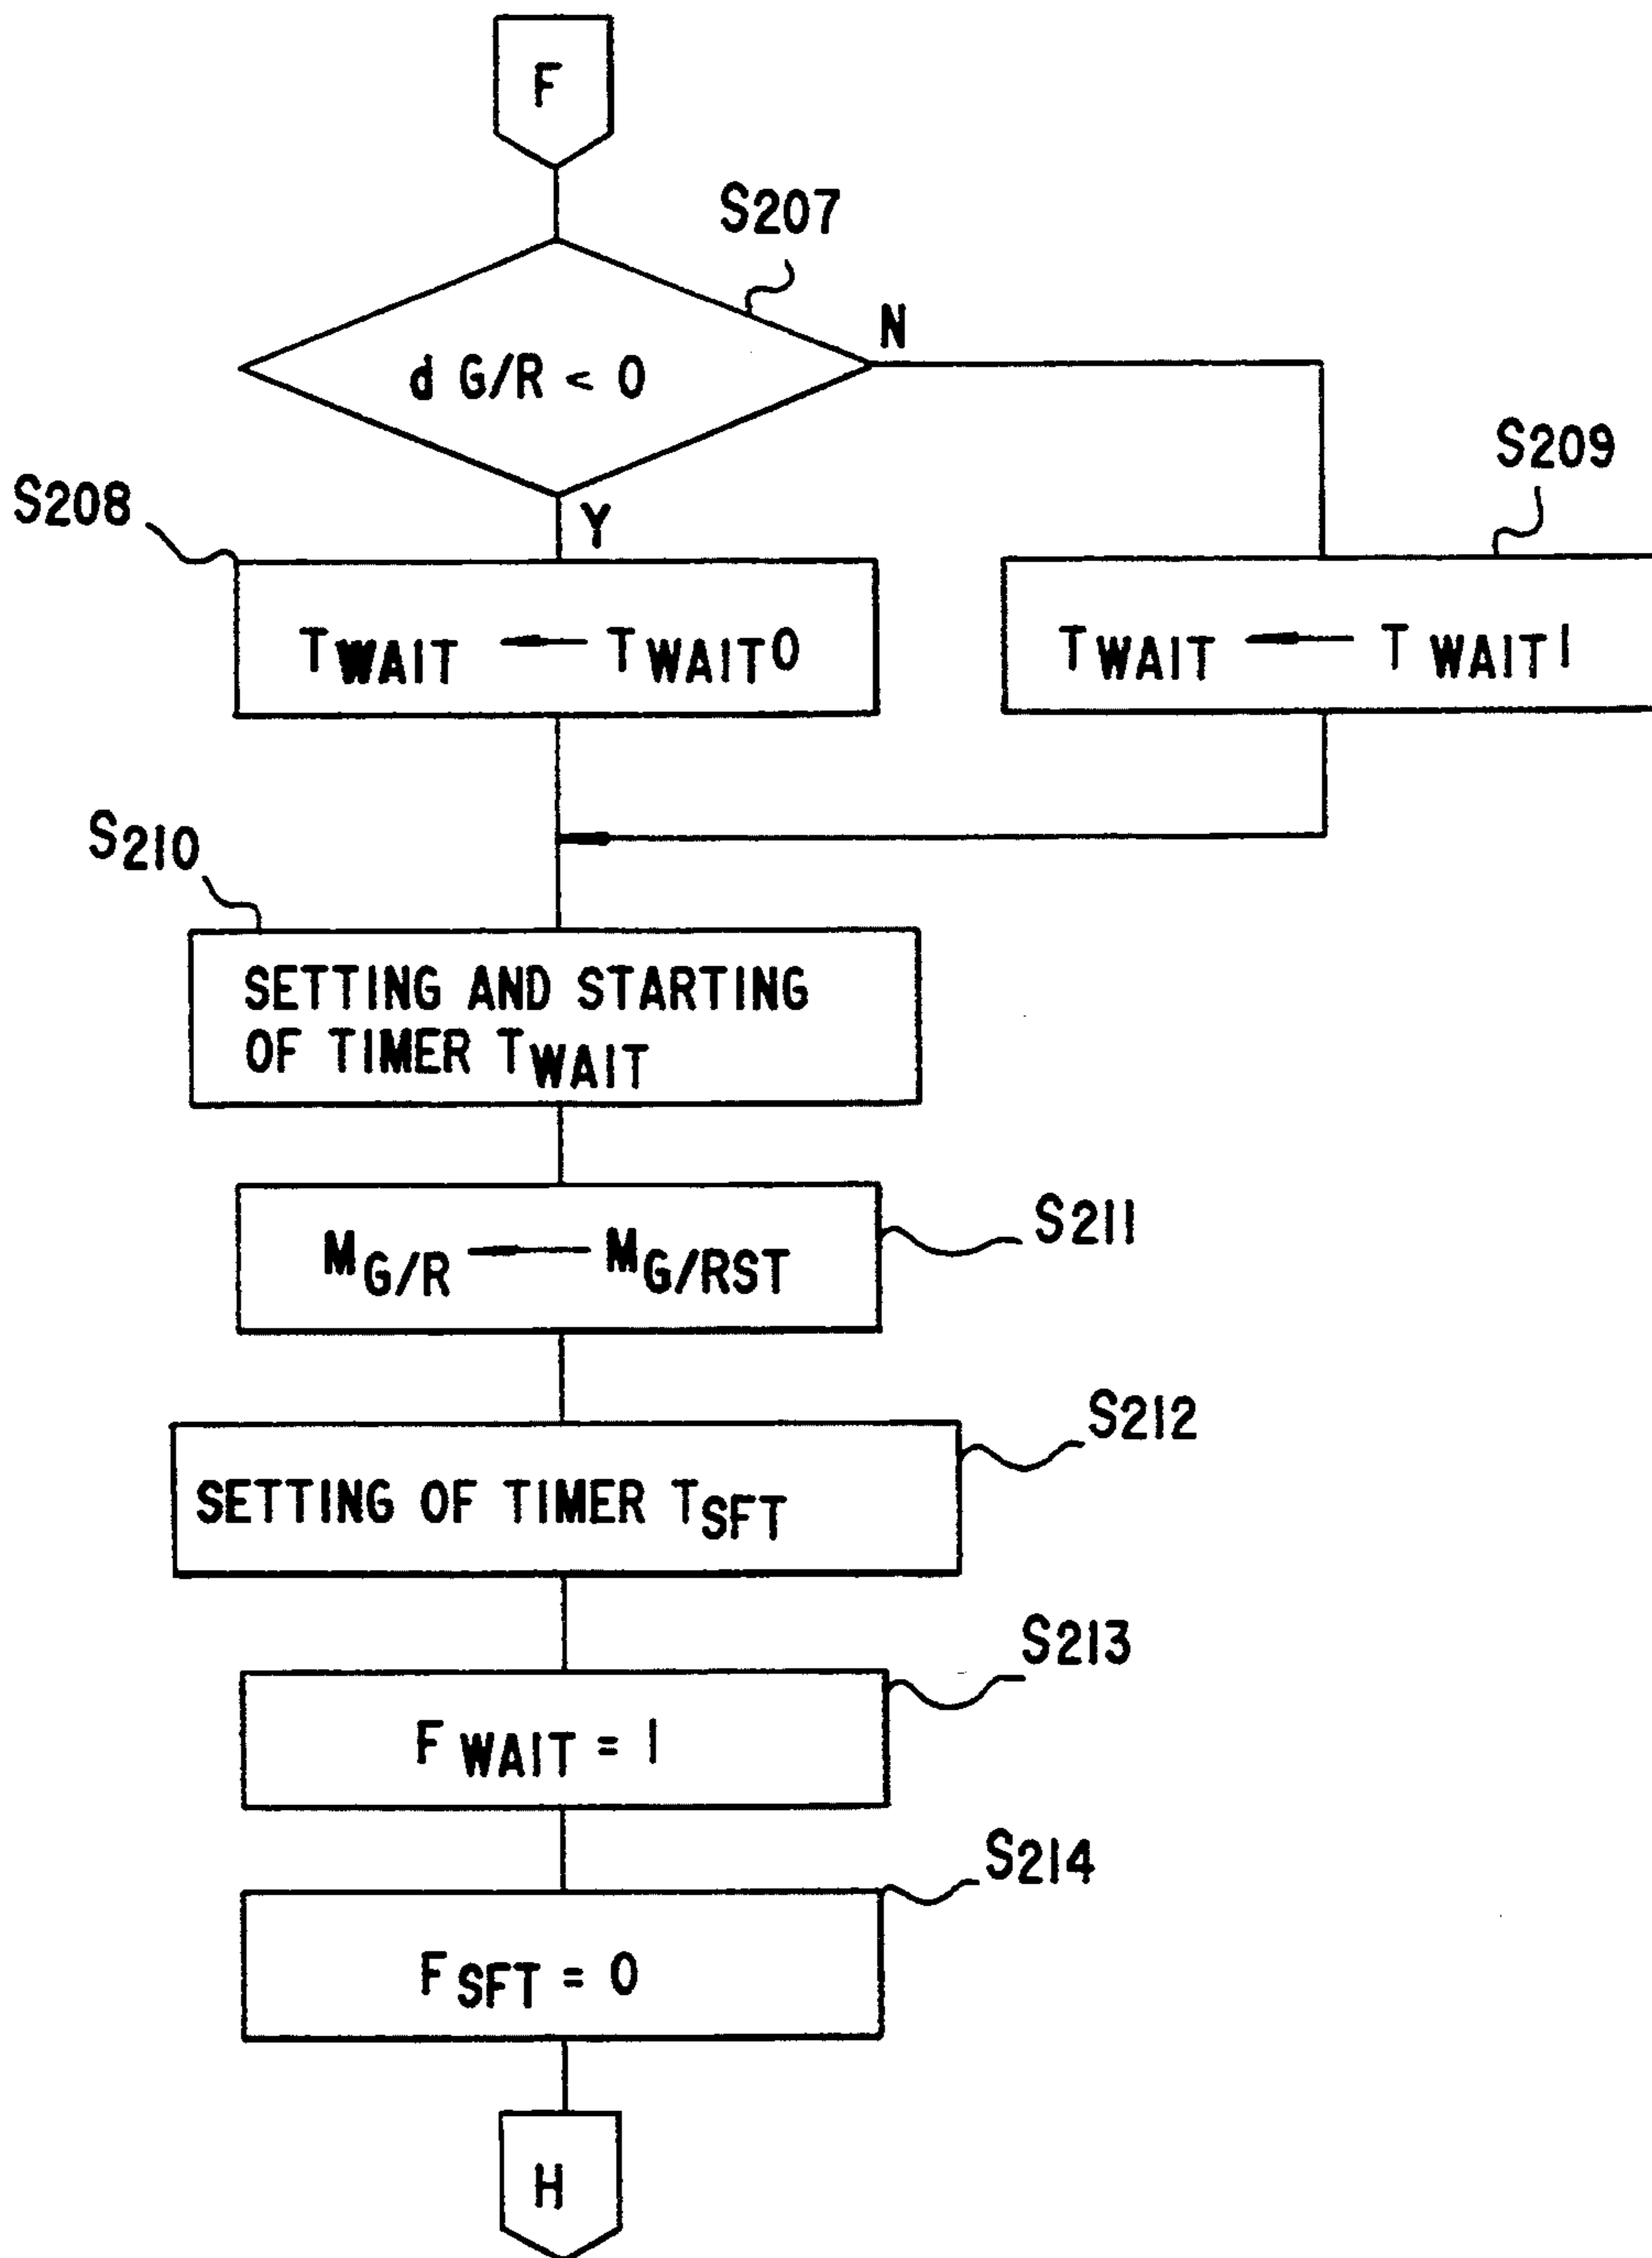 F
S207
d G/R < 0
N
S209
S208
Y
TWAIT ← TWAIT0
TWAIT ← TWAIT1
S210
SETTING AND STARTING
OF TIMER TWAIT
S211
MG/R ← MG/RST
S212
SETTING OF TIMER TSFT
S213
FWAIT = 1
S214
FSFT = 0
H